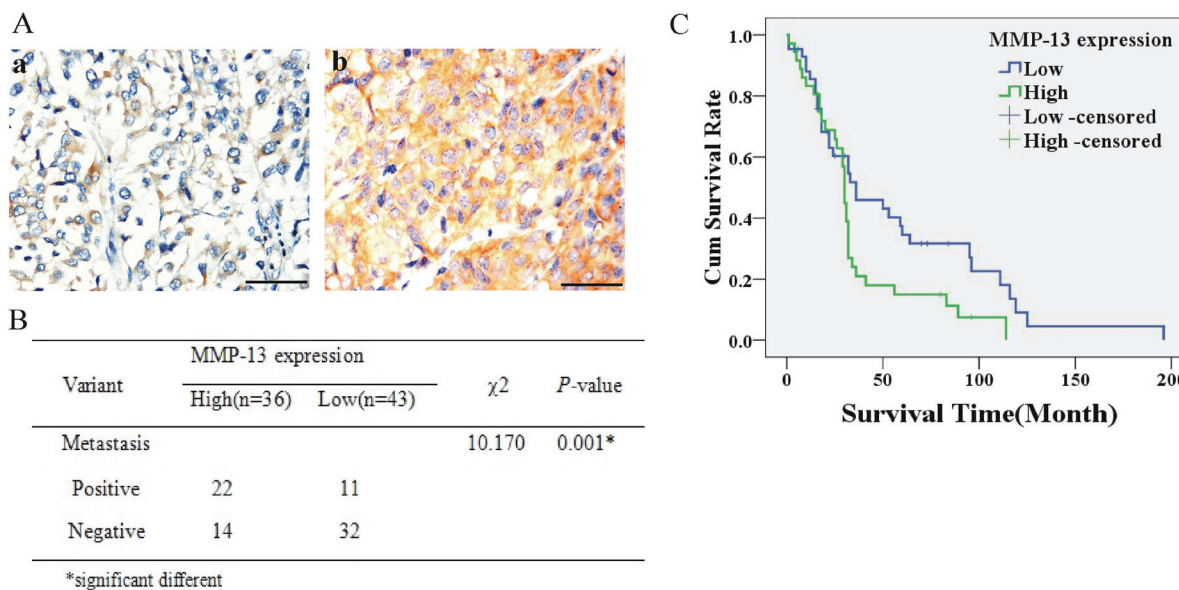 A
a
b
B
MMP-13 expression
Variant
High(n=36) Low(n=43)
χ2
P-value
Metastasis 10.170 0.001*
Positive 22 11
Negative 14 32
*significant different
C
MMP-13 expression
Low
High
Low -censored
High -censored
Cum Survival Rate
1.0
0.8
0.6
0.4
0.2
0.0
0 50 100 150 200
Survival Time(Month)